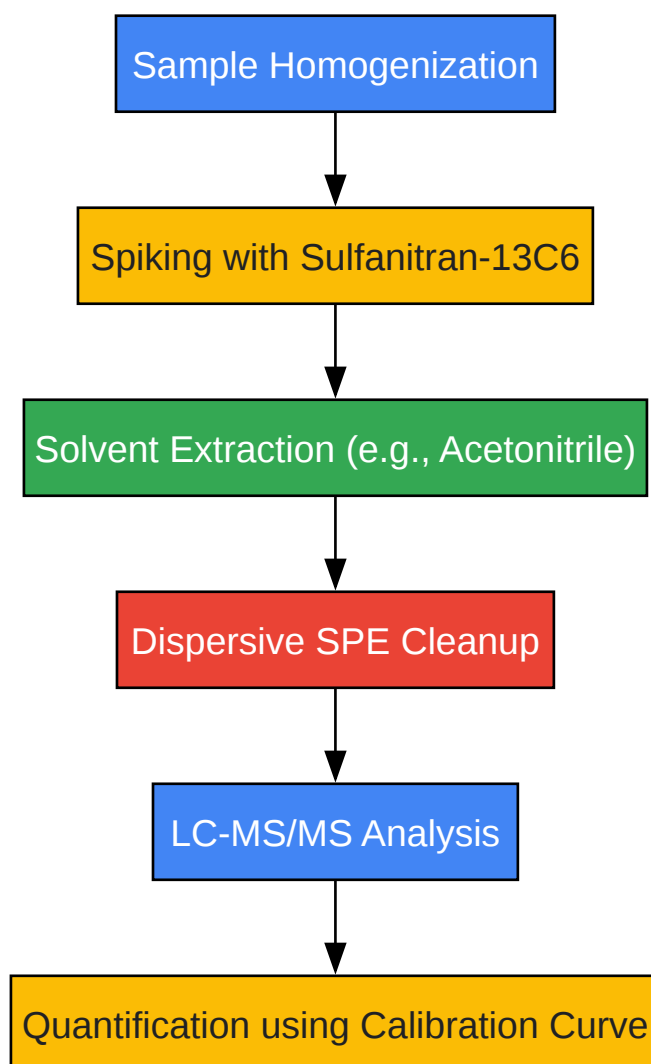 Sample Homogenization
Spiking with Sulfanitran-13C6
Solvent Extraction (e.g., Acetonitrile)
Dispersive SPE Cleanup
LC-MS/MS Analysis
Quantification using Calibration Curve